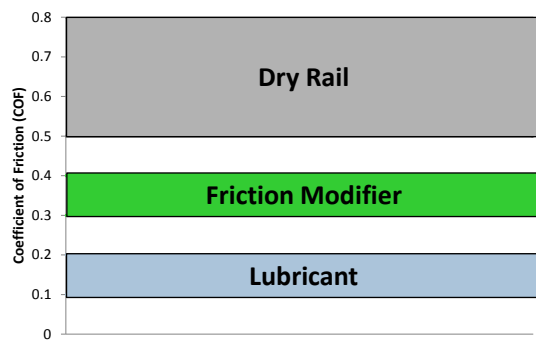 Coefficient of Friction (COF)
0.8
0.7
0.6
0.5
0.4
0.3
0.2
0.1
0
Dry Rail
Friction Modifier
Lubricant